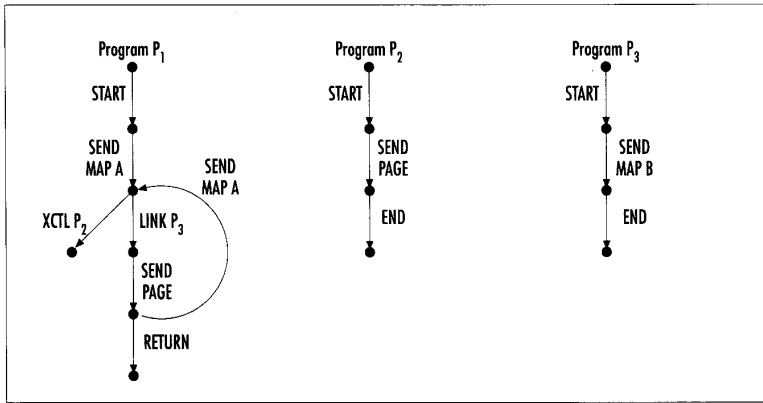 Program P1
START
SEND
MAP A
SEND
MAP A
XCTL P2
LINK P3
SEND
PAGE
RETURN
Program P2
START
SEND
PAGE
END
Program P3
START
SEND
MAP B
END